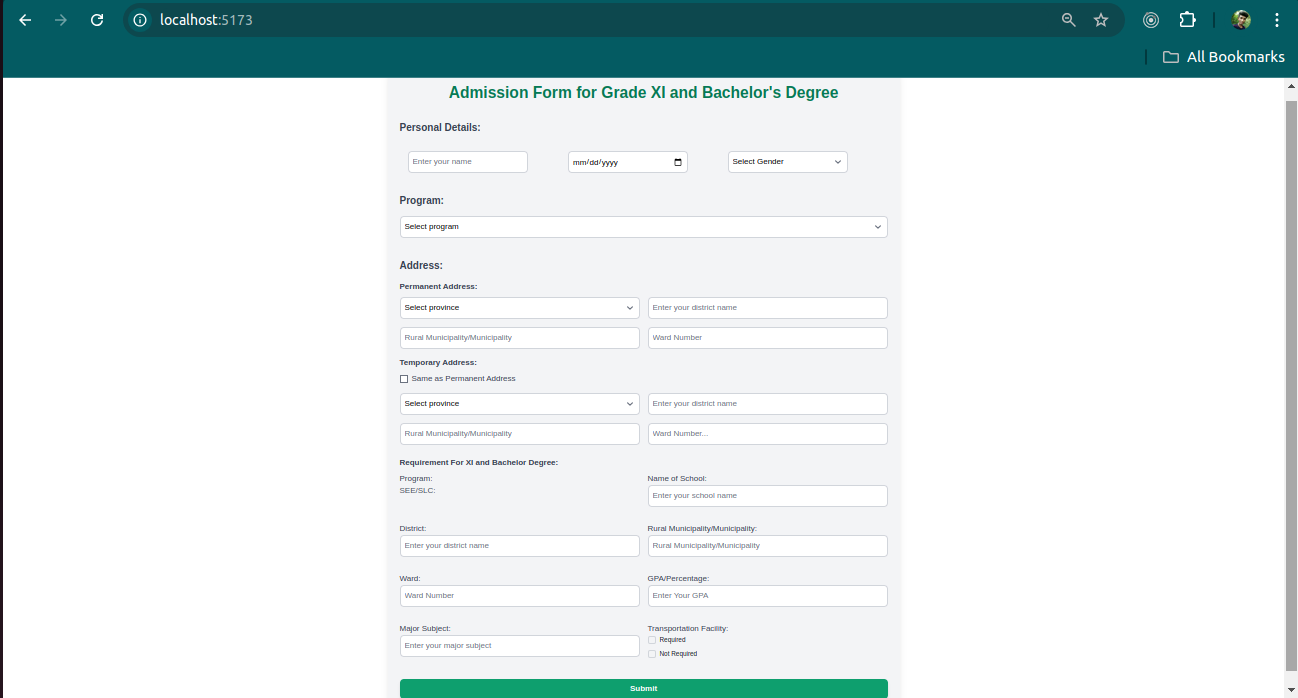 localhost:5173
All Bookmarks
Admission Form for Grade XI and Bachelor's Degree
Personal Details:
Enter your name mm/dd/yyyy Select Gender
Program:
Select program
Address:
Permanent Address:
Select province Enter your district name
Rural Municipality/Municipality Ward Number
Temporary Address:
Same as Permanent Address
Select province Enter your district name
Rural Municipality/Municipality Ward Number...
Requirement For XI and Bachelor Degree:
Program: Name of School:
SEE/SLC: Enter your school name
District: Rural Municipality/Municipality:
Enter your district name Rural Municipality/Municipality
Ward: GPA/Percentage:
Ward Number Enter Your GPA
Major Subject: Transportation Facility:
Enter your major subject Required
Not Required
Submit